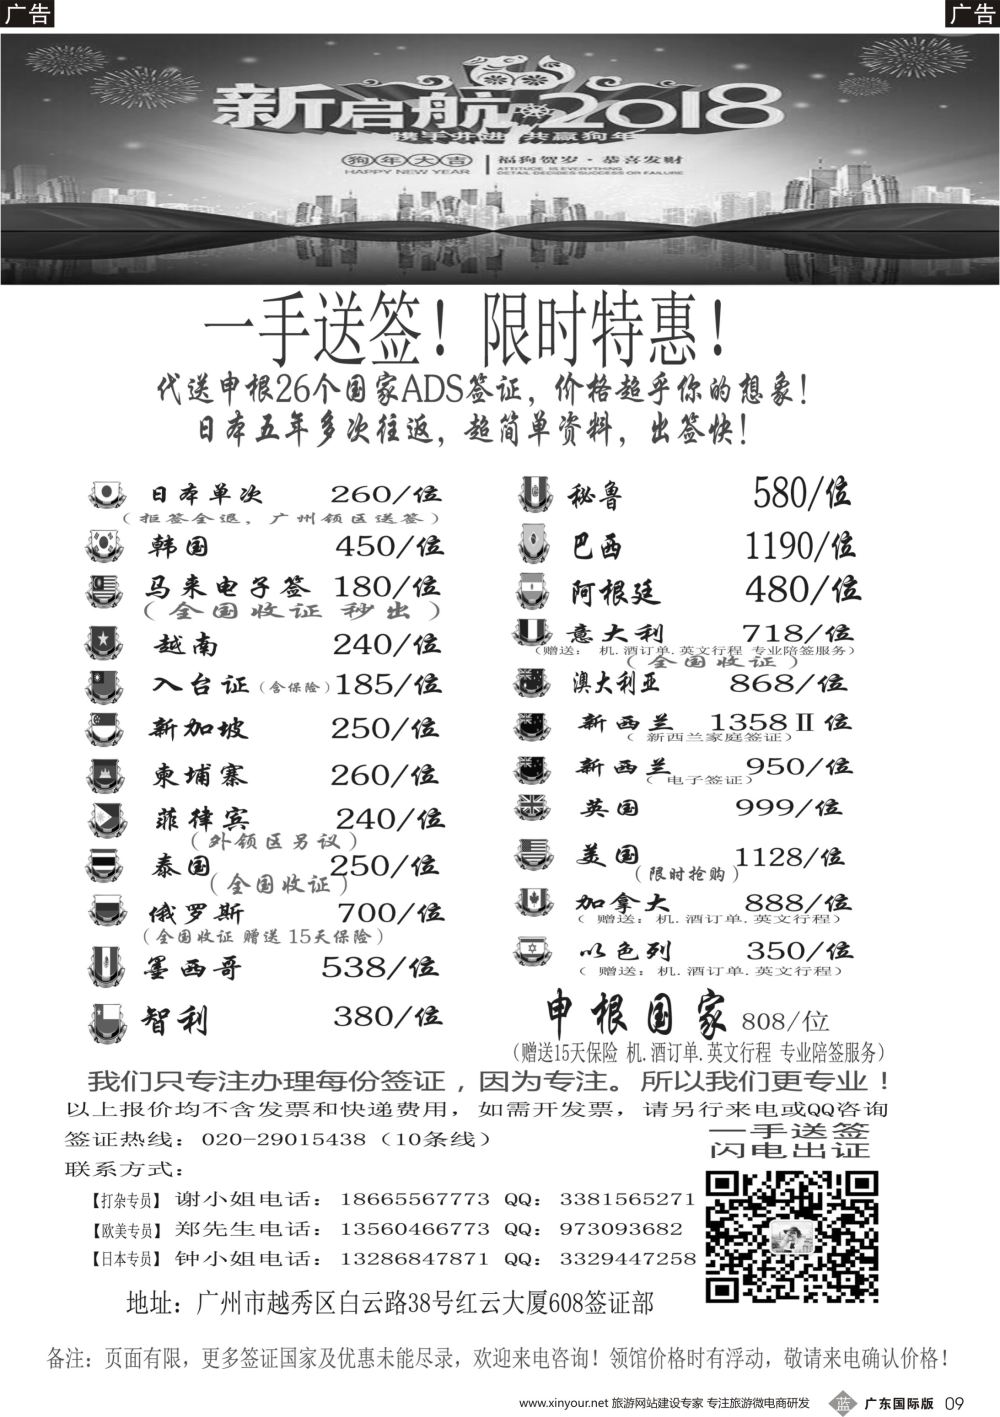 广告
广告
新启航 2018
携手并进 共赢狗年
狗年大吉
HAPPY NEW YEAR
福狗贺岁·恭喜发财
ATTITUDE IS EVERYTHING
DETAIL DECIDES SUCCESS OR FAILURE
一手送签！限时特惠！
代送申根26个国家ADS签证，价格超乎你的想象！
日本五年多次往返，超简单资料，出签快！
日本单次 260/位
（拒签全退，广州领区送签）
韩国 450/位
马来电子签 180/位
（全国收证 秒出）
越南 240/位
入台证（含保险）185/位
新加坡 250/位
柬埔寨 260/位
菲律宾 240/位
（外领区另议）
泰国 250/位
（全国收证）
俄罗斯 700/位
（全国收证 赠送 15天保险）
墨西哥 538/位
智利 380/位
秘鲁 580/位
巴西 1190/位
阿根廷 480/位
意大利 718/位
（赠送：机.酒订单.英文行程 专业陪签服务）
（全国收证）
澳大利亚 868/位
新西兰 1358Ⅱ位
（新西兰家庭签证）
新西兰 950/位
（电子签证）
英国 999/位
美国 1128/位
（限时抢购）
加拿大 888/位
（赠送：机.酒订单.英文行程）
以色列 350/位
（赠送：机.酒订单.英文行程）
申根国家 808/位
（赠送15天保险 机.酒订单.英文行程 专业陪签服务）
我们只专注办理每份签证，因为专注。所以我们更专业！
以上报价均不含发票和快递费用，如需开发票，请另行来电或QQ咨询
签证热线：020-29015438（10条线）
联系方式：
【打杂专员】谢小姐电话：18665567773 QQ：3381565271
【欧美专员】郑先生电话：13560466773 QQ：973093682
【日本专员】钟小姐电话：13286847871 QQ：3329447258
一手送签
闪电出证
地址：广州市越秀区白云路38号红云大厦608签证部
备注：页面有限，更多签证国家及优惠未能尽录，欢迎来电咨询！领馆价格时有浮动，敬请来电确认价格！
www.xinyour.net 旅游网站建设专家 专注旅游微电商研发 蓝 广东国际版 09